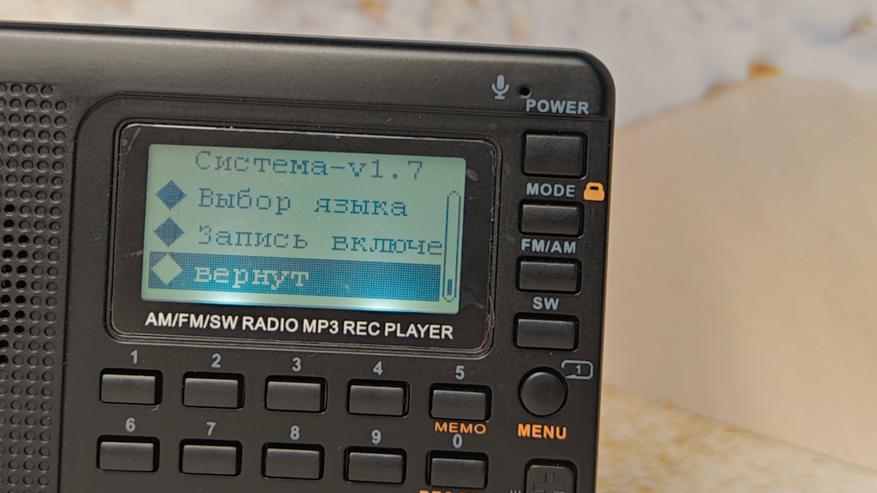 POWER
Система-v1.7
Выбор языка
Запись включе
вернут
MODE
FM/AM
SW
AM/FM/SW RADIO MP3 REC PLAYER
1 2 3 4 5
1
MEMO
MENU
6 7 8 9 0